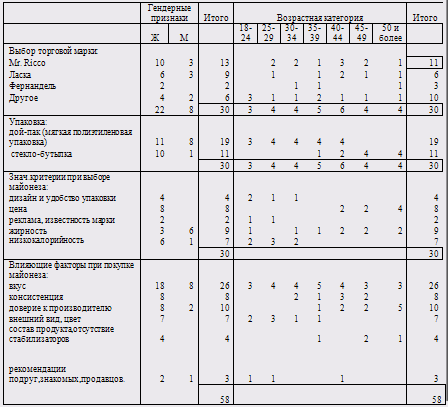 Гендерные признаки Итого Возрастная категория Итого
Ж М 18-24 25-29 30-34 35-39 40-44 45-49 50 и более
Выбор торговой марки:
Mr. Ricco 10 3 13 2 2 1 3 2 1 11
Ласка 6 3 9 1 1 2 1 1 6
Фернандель 2 2 1 1 3
Другое 4 2 6 3 1 1 2 1 1 1 10
22 8 30 3 4 4 5 6 4 4 30
Упаковка:
дой-пак (мягкая полиэтиленовая
упаковка) 11 8 19 3 4 4 4 4 19
стекло-бутылка 10 1 11 1 2 4 4 11
30 3 4 4 5 6 4 4 30
Знач.критерии при выборе
майонеза:
дизайн и удобство упаковки 4 4 2 1 1 4
цена 8 8 2 2 4 8
реклама, известность марки 2 2 1 1 2
жирность 3 6 9 1 1 1 2 2 2 9
низкокалорийность 6 1 7 2 3 2 7
30 30
Влияющие факторы при покупке
майонеза:
вкус 18 8 26 3 4 4 5 4 3 3 26
консистенция 8 8 2 1 3 2 8
доверие к производителю 8 2 10 1 2 2 5 10
внешний вид, цвет 7 7 2 3 1 1 7
состав продукта,отсутствие
стабилизаторов 4 4 1 2 1 4
рекомендации
подруг,знакомых,продавцов. 2 1 3 1 1 1 3
58 58